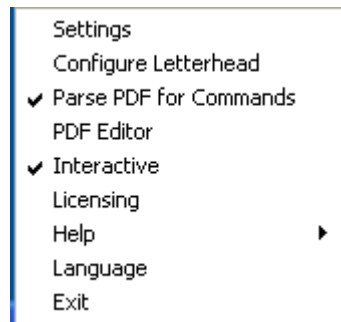 Settings
Configure Letterhead
Parse PDF for Commands
PDF Editor
Interactive
Licensing
Help
Language
Exit